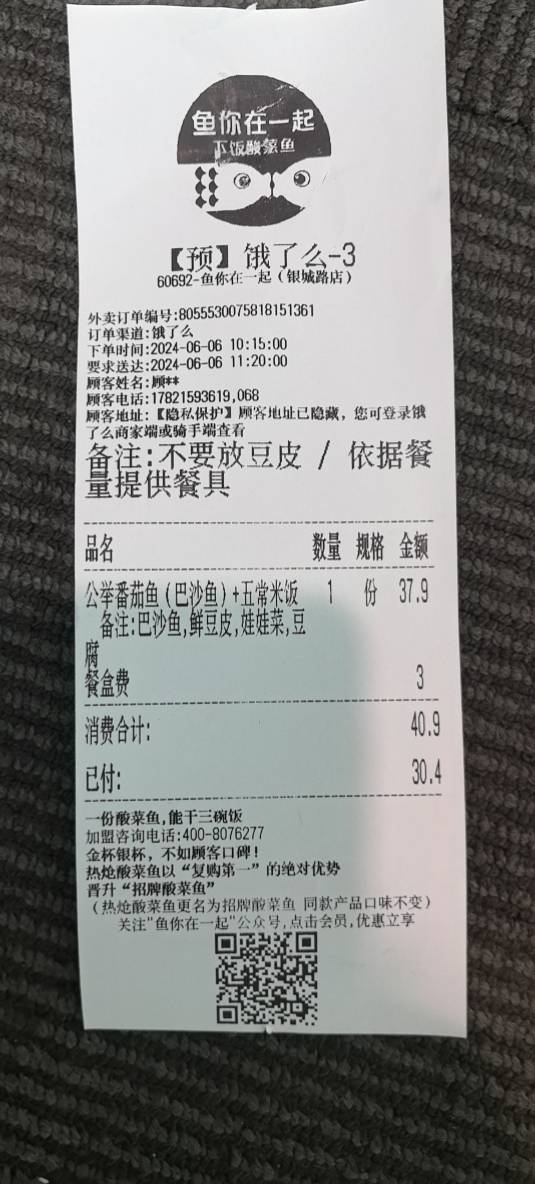 鱼你在一起
下饭酸菜鱼
【预】饿了么-3
60692-鱼你在一起（银城路店）
外卖订单编号:8055530075818151361
订单渠道:饿了么
下单时间:2024-06-06 10:15:00
要求送达:2024-06-06 11:20:00
顾客姓名:顾**
顾客电话:17821593619,068
顾客地址:【隐私保护】顾客地址已隐藏，您可登录饿
了么商家端或骑手端查看
备注:不要放豆皮 / 依据餐
量提供餐具
品名 数量 规格 金额
公举番茄鱼(巴沙鱼)+五常米饭 1 份 37.9
备注:巴沙鱼,鲜豆皮,娃娃菜,豆
腐
餐盒费 3
消费合计: 40.9
已付: 30.4
一份酸菜鱼,能干三碗饭
加盟咨询电话:400-8076277
金杯银杯，不如顾客口碑！
热炝酸菜鱼以“复购第一”的绝对优势
晋升“招牌酸菜鱼”
（热炝酸菜鱼更名为招牌酸菜鱼 同款产品口味不变）
关注"鱼你在一起"公众号,点击会员,优惠立享